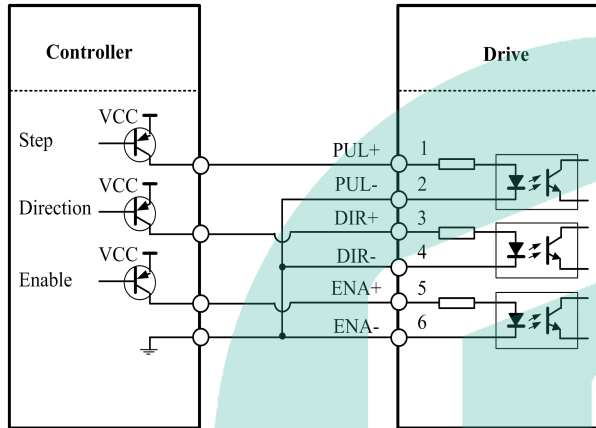 Controller
Drive
VCC
Step
PUL+
1
VCC
PUL-
2
Direction
DIR+
3
VCC
DIR-
4
Enable
ENA+
5
ENA-
6